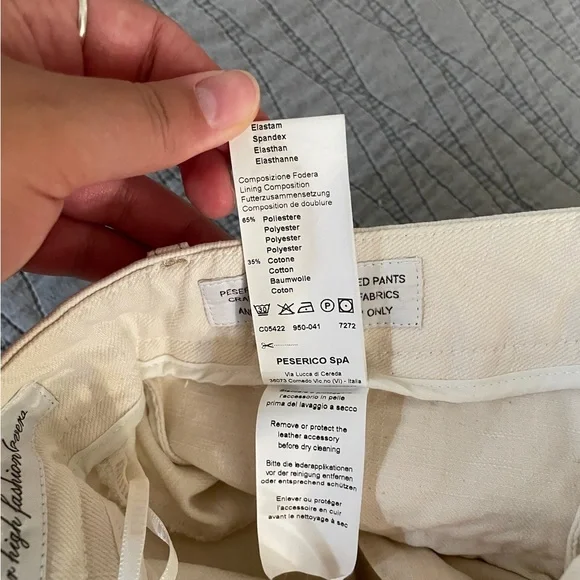 Elastam
Spandex
Elasthan
Elasthanne
Composizione Fodera
Lining Composition
Futterzusammensetzung
Composition de doublure
65% Poliestere
Polyester
Polyester
Polyester
35% Cotone
Cotton
Baumwolle
Coton
30 P
C05422 950-041 7272
PESERICO SpA
Via Lucca di Cereda
36073 Cornedo Vic.no (VI) - Italia
l'accessorio in pelle
prima del lavaggio a secco
Remove or protect the
leather accessory
before dry cleaning
Bitte die lederapplikationen
vor der reinigung entfernen
oder entsprechend schützen
Enlever ou protéger
l'accessoire en cuir
avant le nettoyage à sec
ED PANTS
FABRICS
ONLY
high fashion